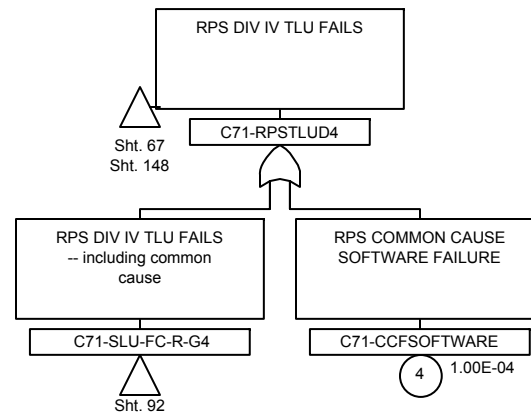 RPS DIV IV TLU FAILS
C71-RPSTLUD4
Sht. 67
Sht. 148
RPS DIV IV TLU FAILS
-- including common
cause
C71-SLU-FC-R-G4
Sht. 92
RPS COMMON CAUSE
SOFTWARE FAILURE
C71-CCFSOFTWARE
4
1.00E-04